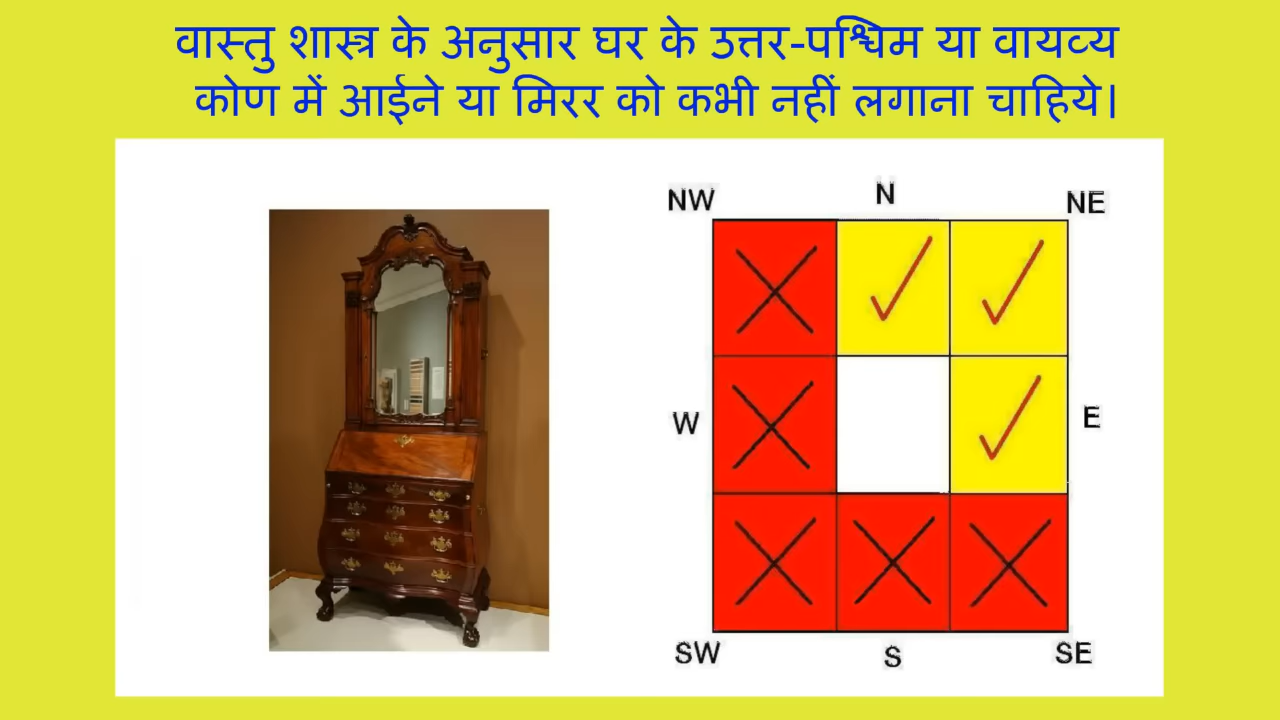 वास्तु शास्त्र के अनुसार घर के उत्तर-पश्चिम या वायव्य
कोण में आईने या मिरर को कभी नहीं लगाना चाहिये।
NW N NE
W E
SW S SE